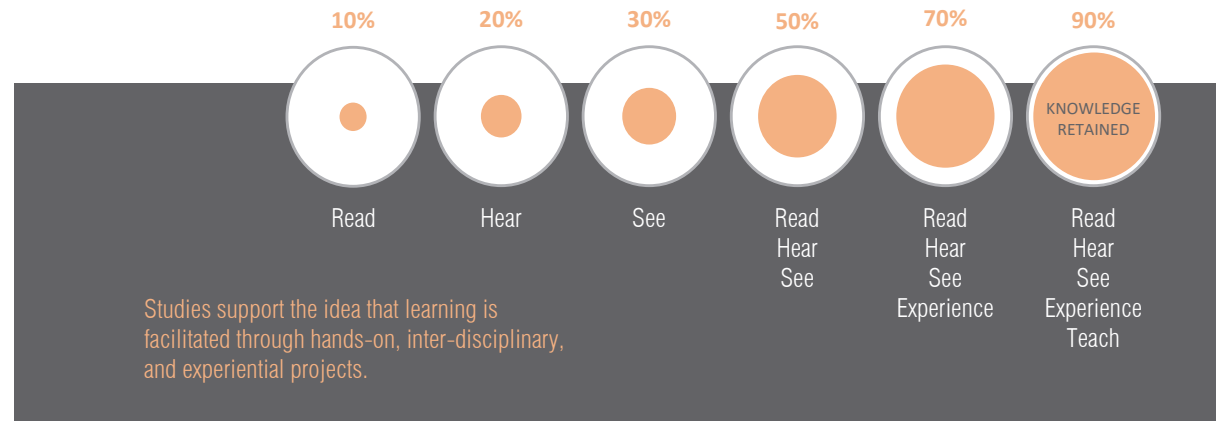 10%
20%
30%
50%
70%
90%
KNOWLEDGE
RETAINED
Read
Hear
See
Read
Hear
See
Read
Hear
See
Experience
Read
Hear
See
Experience
Teach
Studies support the idea that learning is
facilitated through hands-on, inter-disciplinary,
and experiential projects.